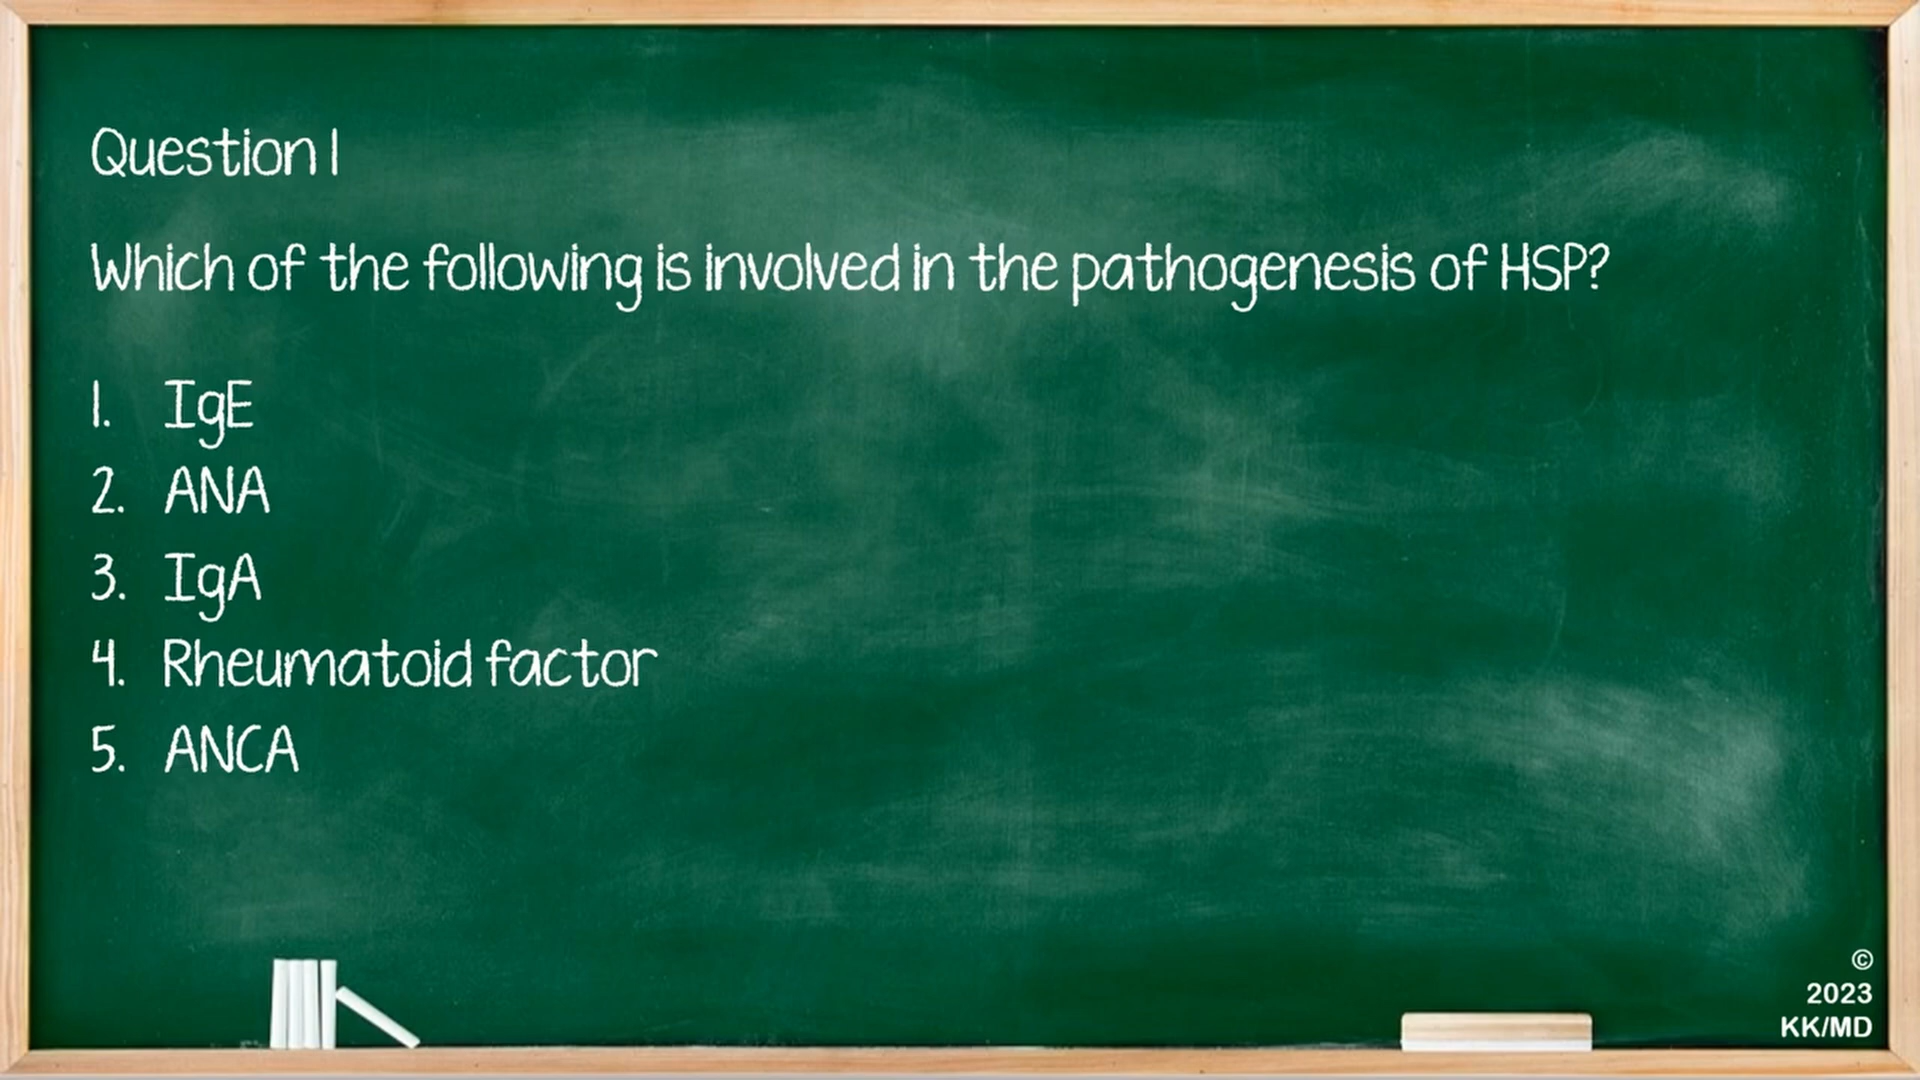 Question 1
Which of the following is involved in the pathogenesis of HSP?
1. IgE
2. ANA
3. IgA
4. Rheumatoid factor
5. ANCA
©
2023
KK/MD